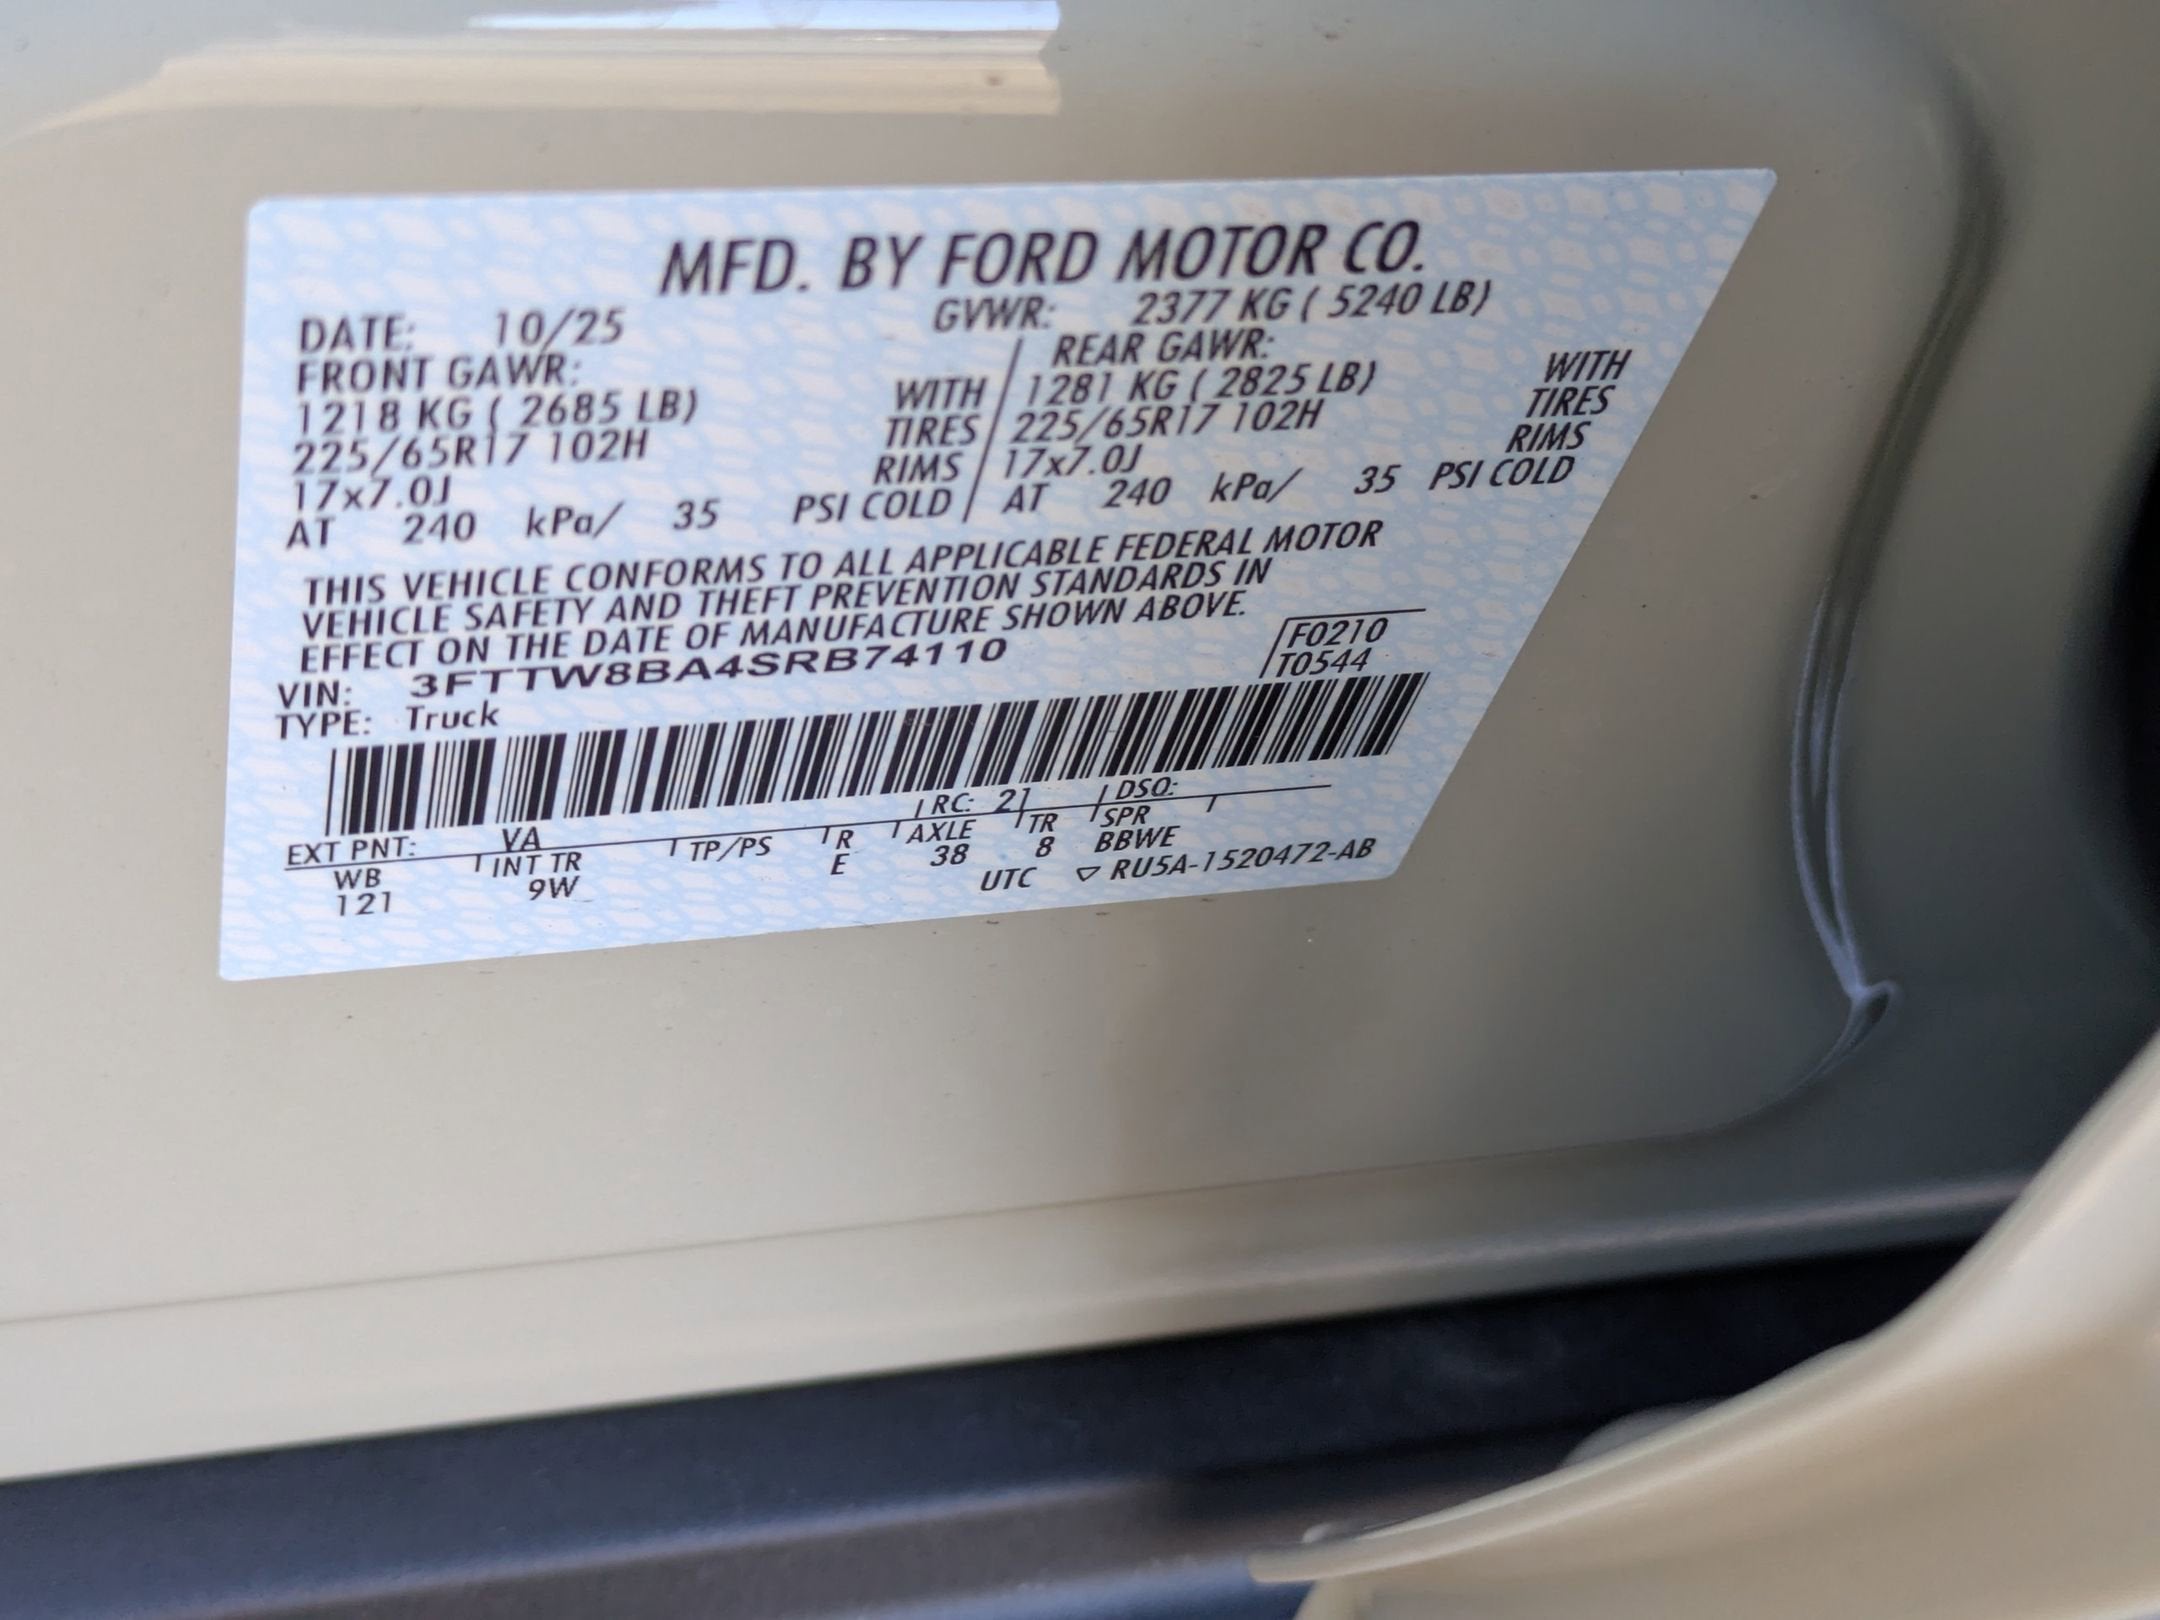 MFD. BY FORD MOTOR CO.
DATE: 10/25 GVWR: 2377 KG ( 5240 LB)
FRONT GAWR: REAR GAWR:
1218 KG ( 2685 LB) WITH 1281 KG ( 2825 LB) WITH
225/65R17 102H TIRES 225/65R17 102H TIRES
17x7.0J RIMS 17x7.0J RIMS
AT 240 kPa/ 35 PSI COLD AT 240 kPa/ 35 PSI COLD
THIS VEHICLE CONFORMS TO ALL APPLICABLE FEDERAL MOTOR
VEHICLE SAFETY AND THEFT PREVENTION STANDARDS IN
EFFECT ON THE DATE OF MANUFACTURE SHOWN ABOVE.
VIN: 3FTTW8BA4SRB74110 F0210
TYPE: Truck T0544
EXT PNT: VA RC: 21 DSO:
WB INT TR TP/PS R AXLE TR SPR
121 9W E 38 8 BBWE
UTC ▽ RU5A-1520472-AB